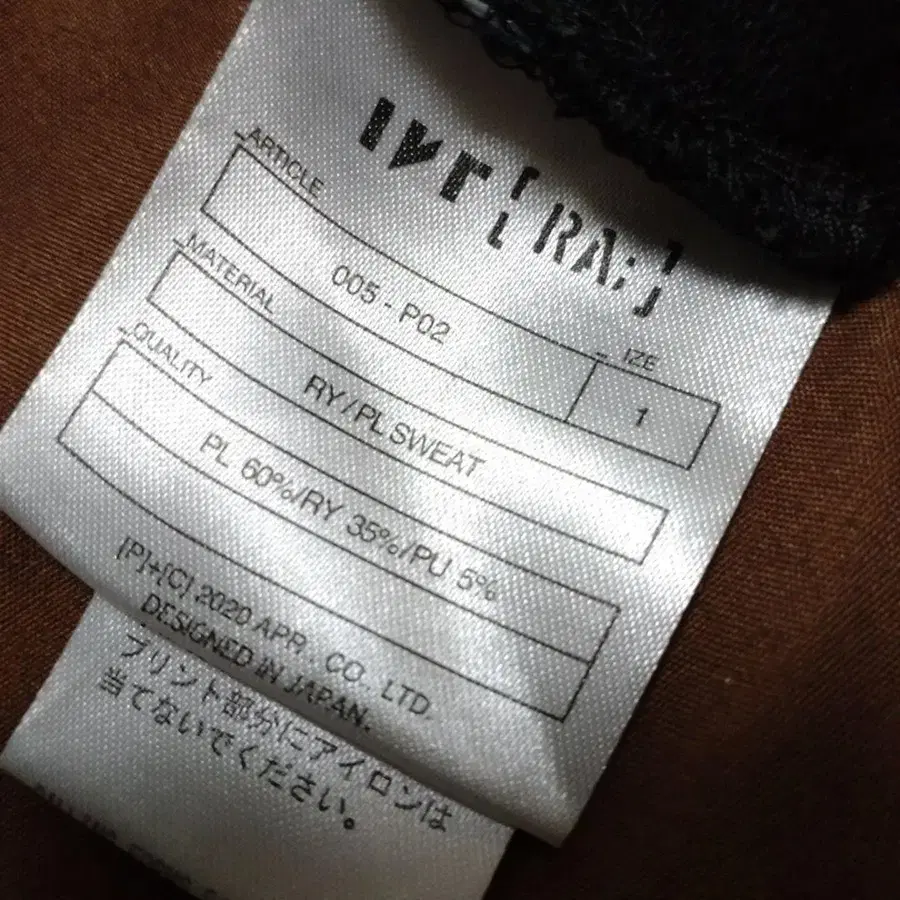 [RA;]
ARTICLE
005 - P02
IZE
1
MATERIAL
RY/PL SWEAT
QUALITY
PL 60%/RY 35%/PU 5%
[P]+[C] 2020 APR . CO., LTD.
DESIGNED IN JAPAN.
プリント部分にアイロンは
当てないでください。